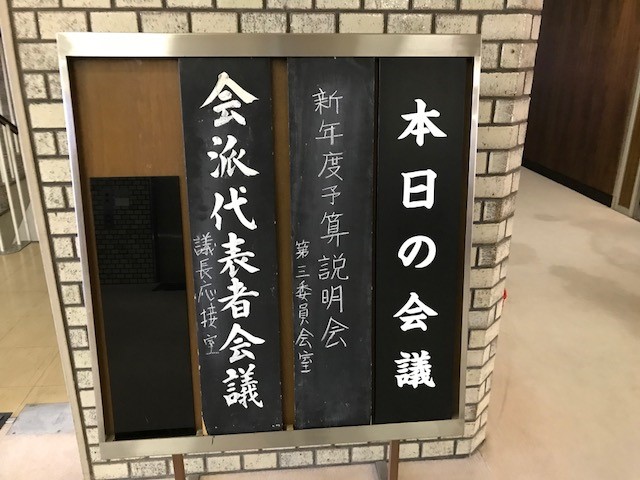 本日の会議
新年度予算説明会
第三委員会室
会派代表者会議
議長応接室